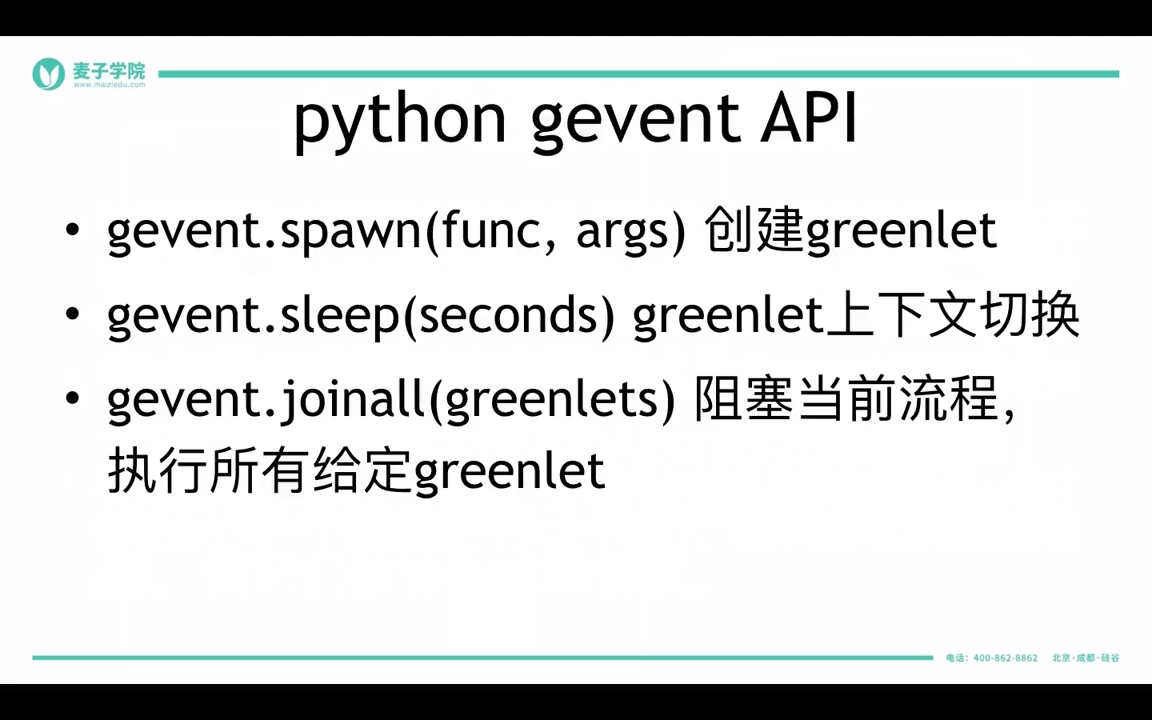 麦子学院
www.maiziedu.com
python gevent API
• gevent.spawn(func, args) 创建greenlet
• gevent.sleep(seconds) greenlet上下文切换
• gevent.joinall(greenlets) 阻塞当前流程,
执行所有给定greenlet
电话: 400-862-8862 北京·成都·硅谷